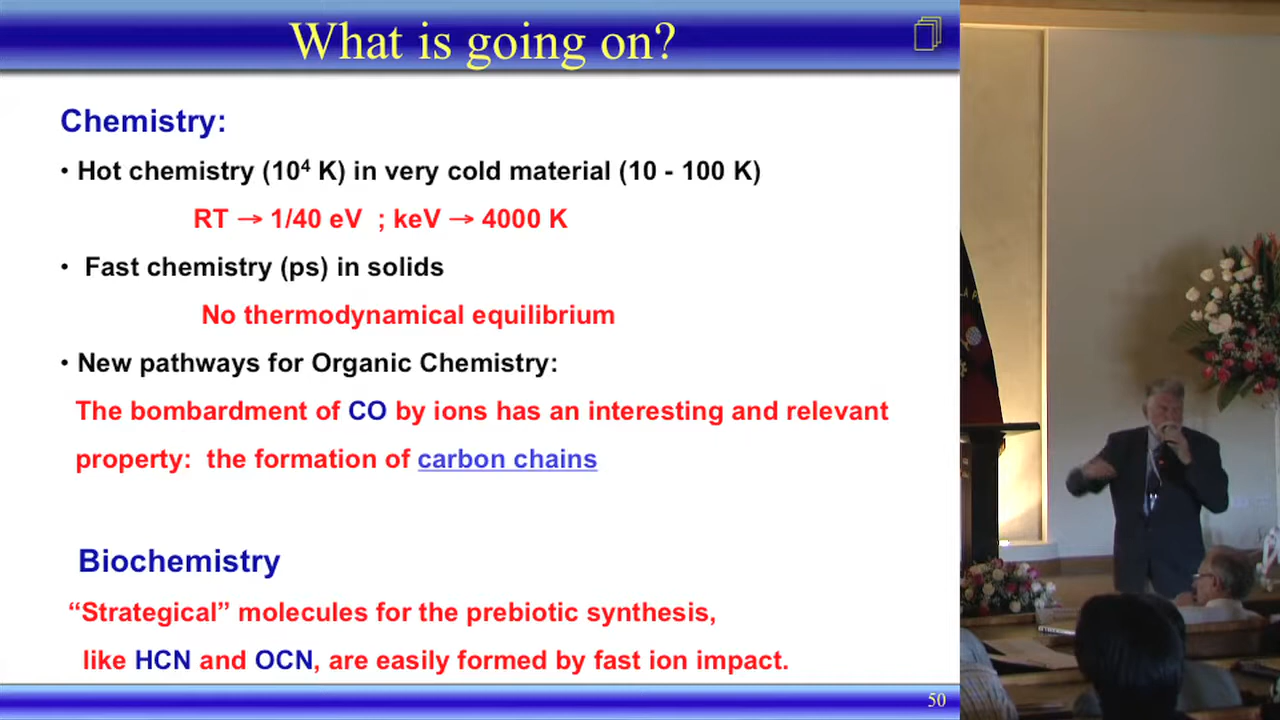 What is going on?
Chemistry:
• Hot chemistry (10⁴ K) in very cold material (10 - 100 K)
RT → 1/40 eV ; keV → 4000 K
• Fast chemistry (ps) in solids
No thermodynamical equilibrium
• New pathways for Organic Chemistry:
The bombardment of CO by ions has an interesting and relevant
property: the formation of carbon chains
Biochemistry
“Strategical” molecules for the prebiotic synthesis,
like HCN and OCN, are easily formed by fast ion impact.
50